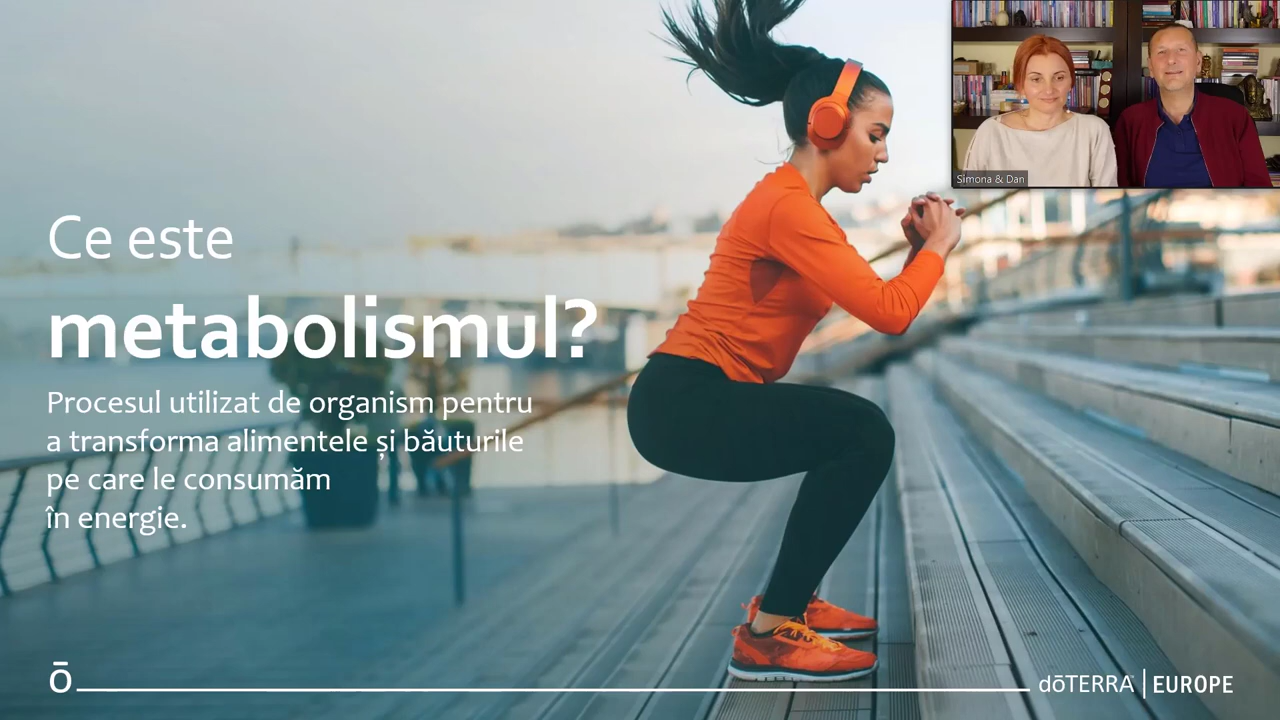 Simona & Dan
Ce este
metabolismul?
Procesul utilizat de organism pentru
a transforma alimentele și băuturile
pe care le consumăm
în energie.
ō
dōTERRA | EUROPE